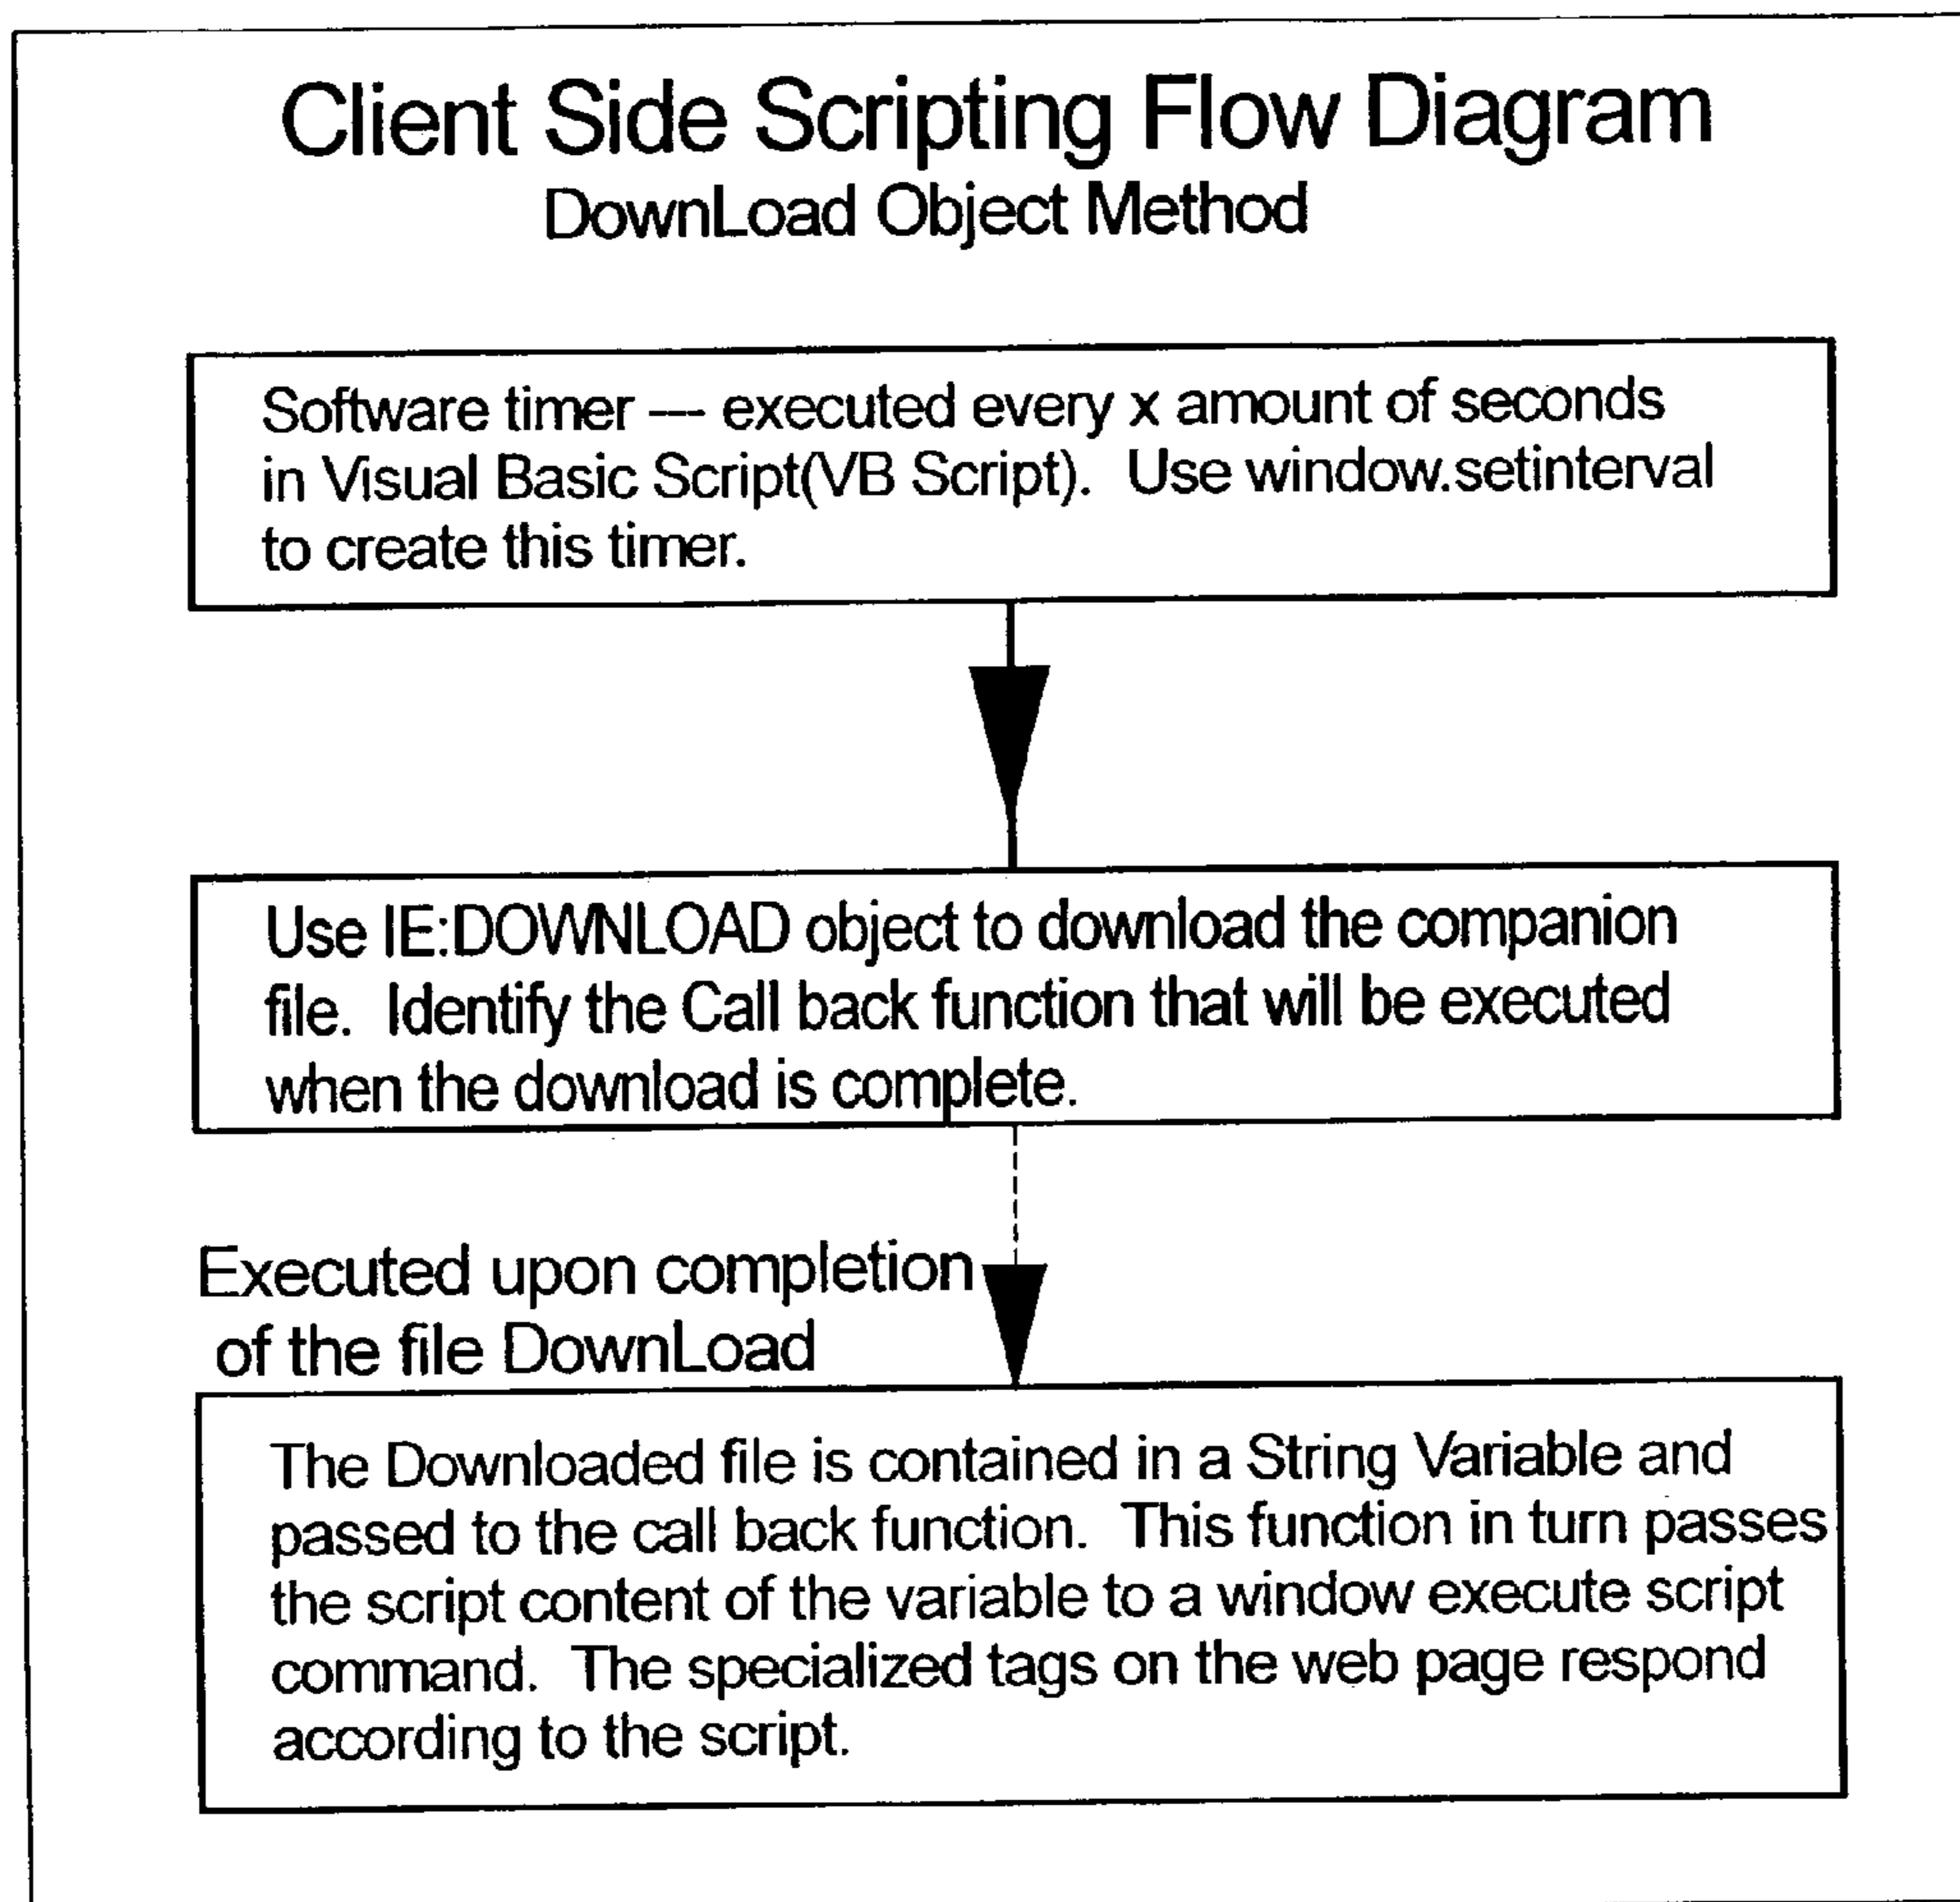 Client Side Scripting Flow Diagram
DownLoad Object Method
Software timer --- executed every x amount of seconds
in Visual Basic Script(VB Script).  Use window.setinterval
to create this timer.
Use IE:DOWNLOAD object to download the companion
file.  Identify the Call back function that will be executed
when the download is complete.
Executed upon completion
of the file DownLoad
The Downloaded file is contained in a String Variable and
passed to the call back function.  This function in turn passes
the script content of the variable to a window execute script
command.  The specialized tags on the web page respond
according to the script.